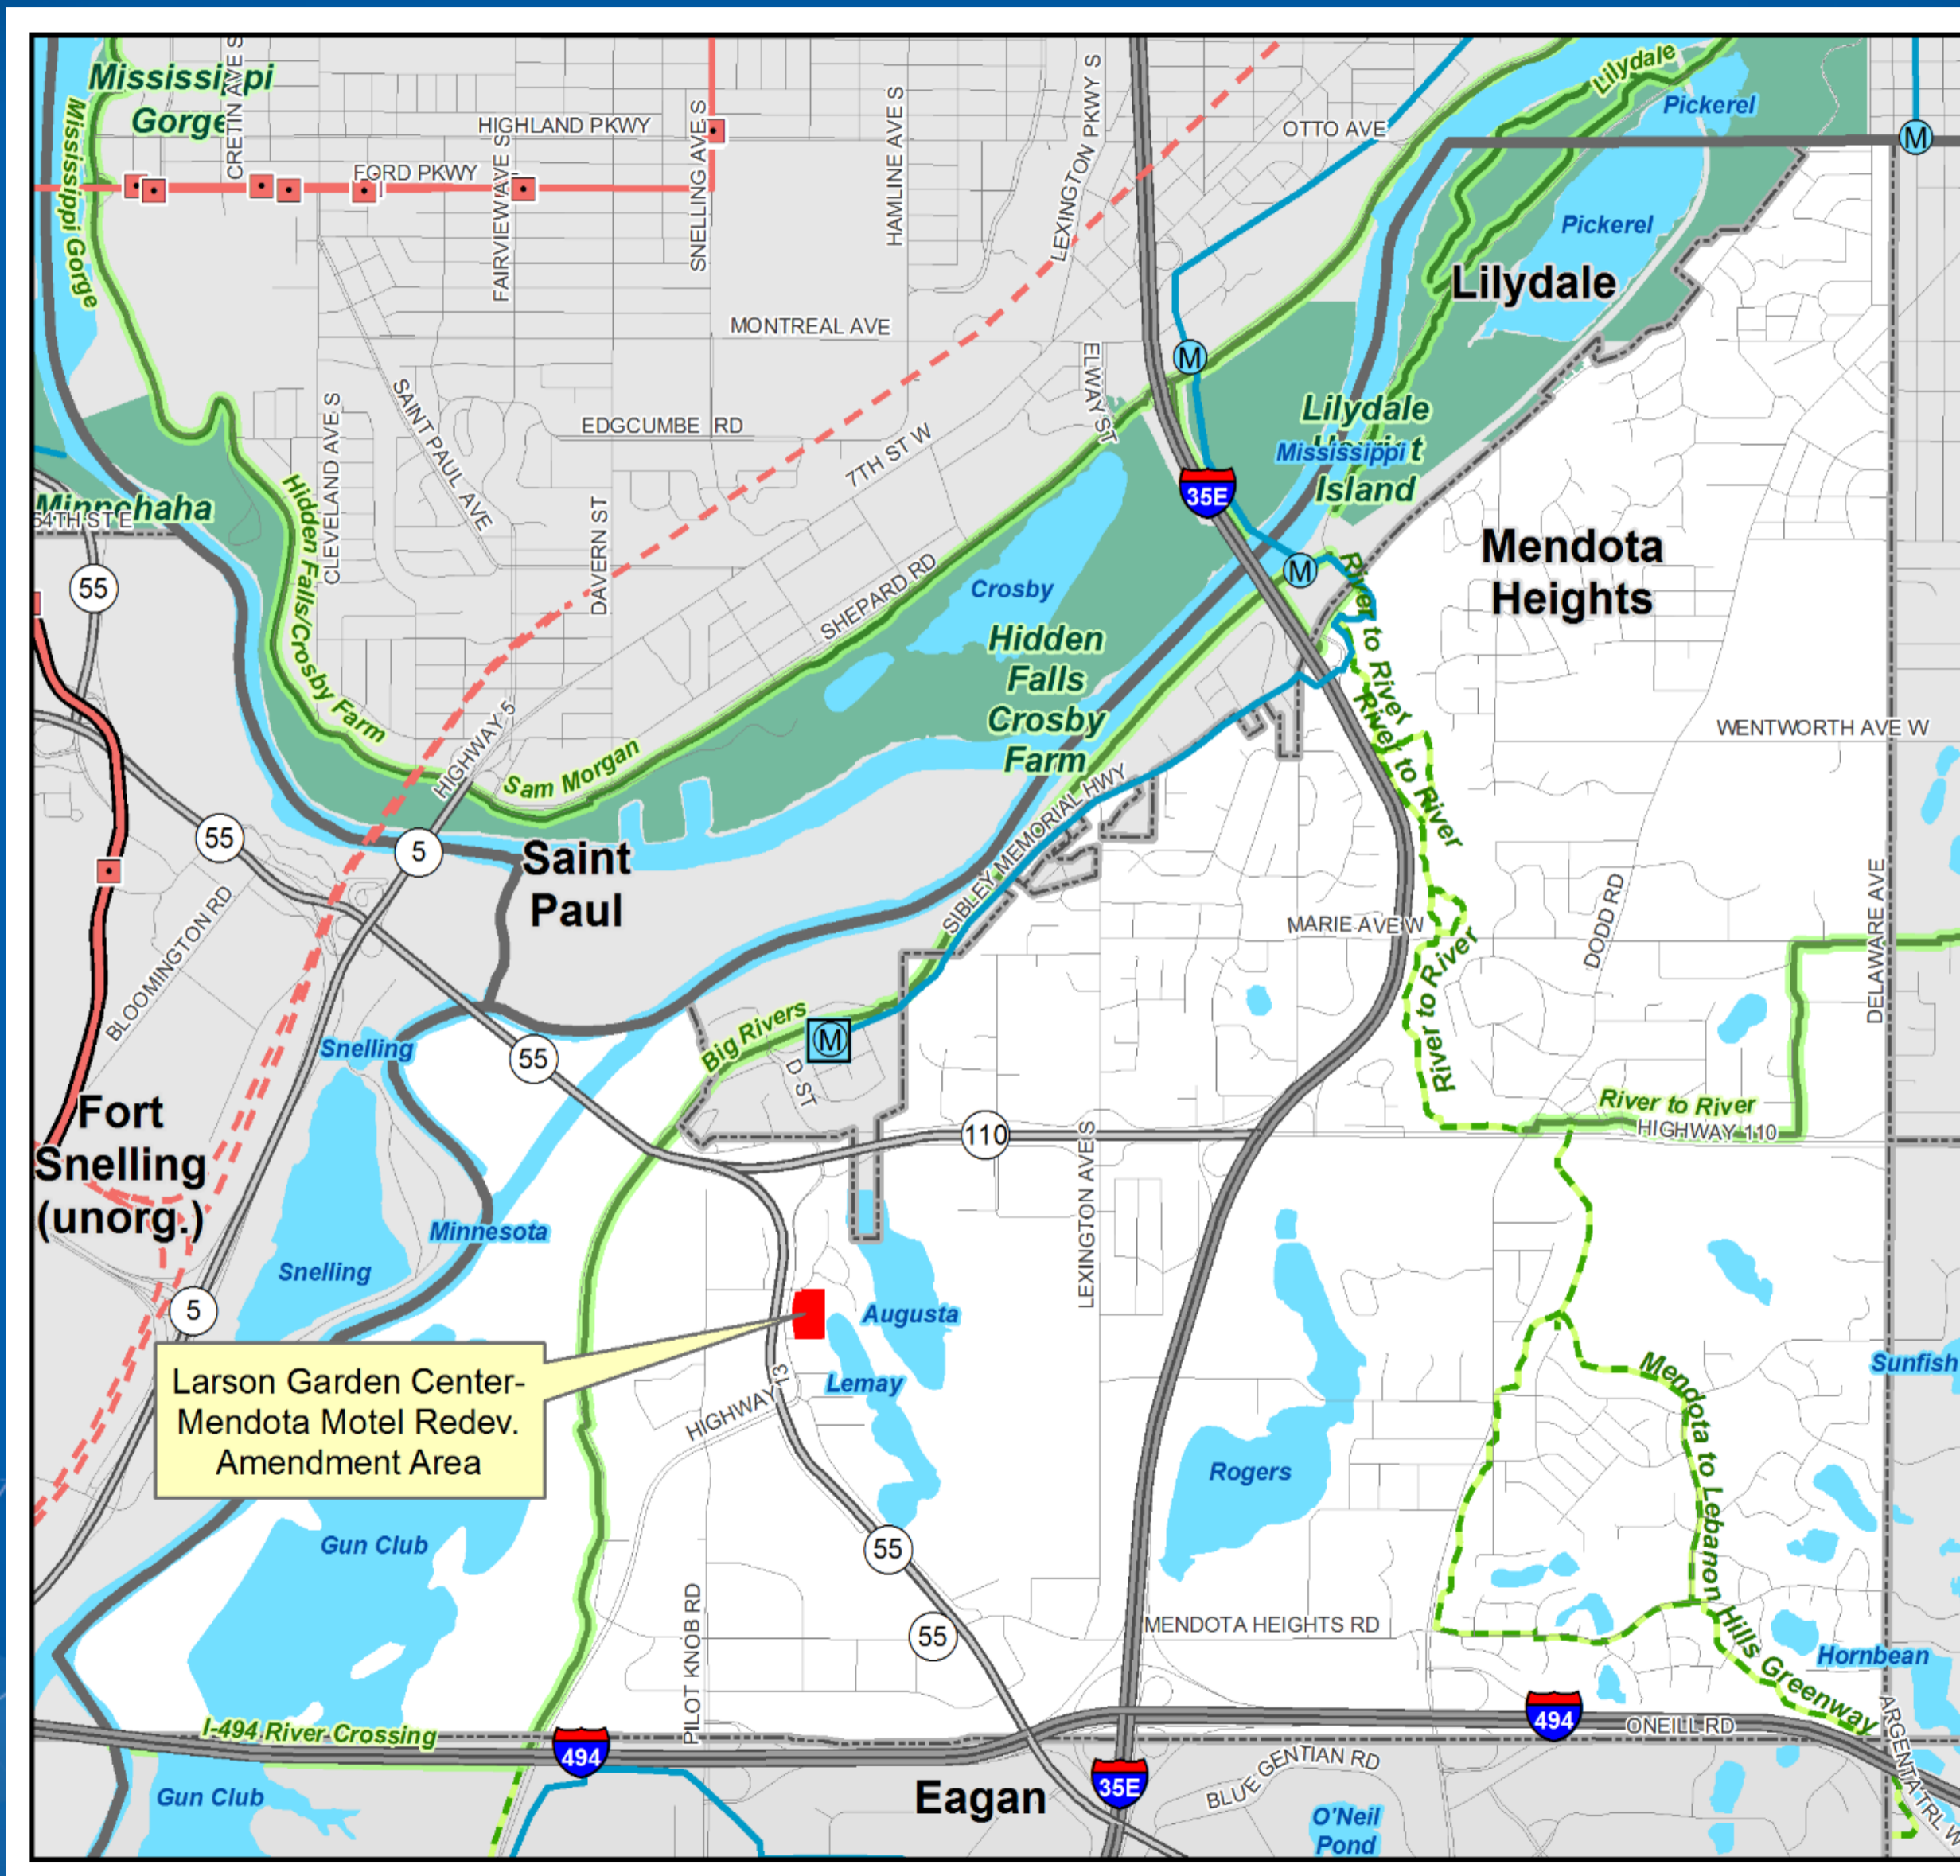 Mississippi
Gorge
Mississippi Gorge
CRETIN AVE S
HIGHLAND PKWY
FORD PKWY
FAIRVIEW AVE S
SNELLING AVE S
HAMLINE AVE S
LEXINGTON PKWY S
OTTO AVE
Lilydale
Pickerel
M
Pickerel
Lilydale
MONTREAL AVE
M
ELWAY ST
SAINT PAUL AVE
CLEVELAND AVE S
EDGCUMBE RD
7TH ST W
Lilydale
Mississippi
Island
35E
Minnehaha
54TH ST E
Hidden Falls/Crosby Farm
DAVERN ST
SHEPARD RD
Crosby
M
Mendota
Heights
55
Hidden
Falls
Crosby
Farm
River to River
River to River
WENTWORTH AVE W
HIGHWAY 5
Sam Morgan
SIBLEY MEMORIAL HWY
55
5
Saint
Paul
BLOOMINGTON RD
MARIE AVE W
DODD RD
DELAWARE AVE
River to River
Big Rivers
M
D ST
Snelling
55
Fort
Snelling
(unorg.)
110
LEXINGTON AVE S
River to River
HIGHWAY 110
Minnesota
Snelling
5
Augusta
Larson Garden Center-
Mendota Motel Redev.
Amendment Area
Lemay
HIGHWAY 13
Sunfish
Mendota to Lebanon Hills Greenway
Rogers
Gun Club
55
55
PILOT KNOB RD
MENDOTA HEIGHTS RD
Hornbean
I-494 River Crossing
494
494
ONEILL RD
ARGENTA TRL W
Gun Club
Eagan
35E
BLUE GENTIAN RD
O'Neil
Pond